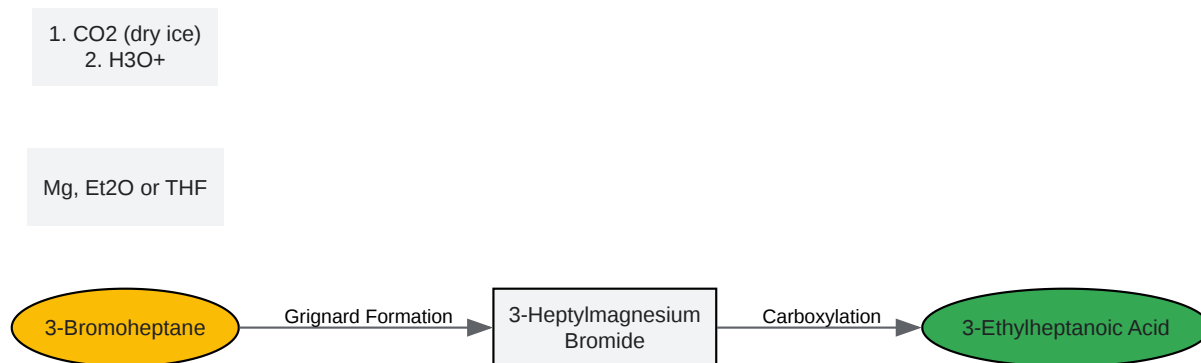 1. CO2 (dry ice)
2. H3O+
Mg, Et2O or THF
3-Bromoheptane
Grignard Formation
3-Heptylmagnesium
Bromide
Carboxylation
3-Ethylheptanoic Acid